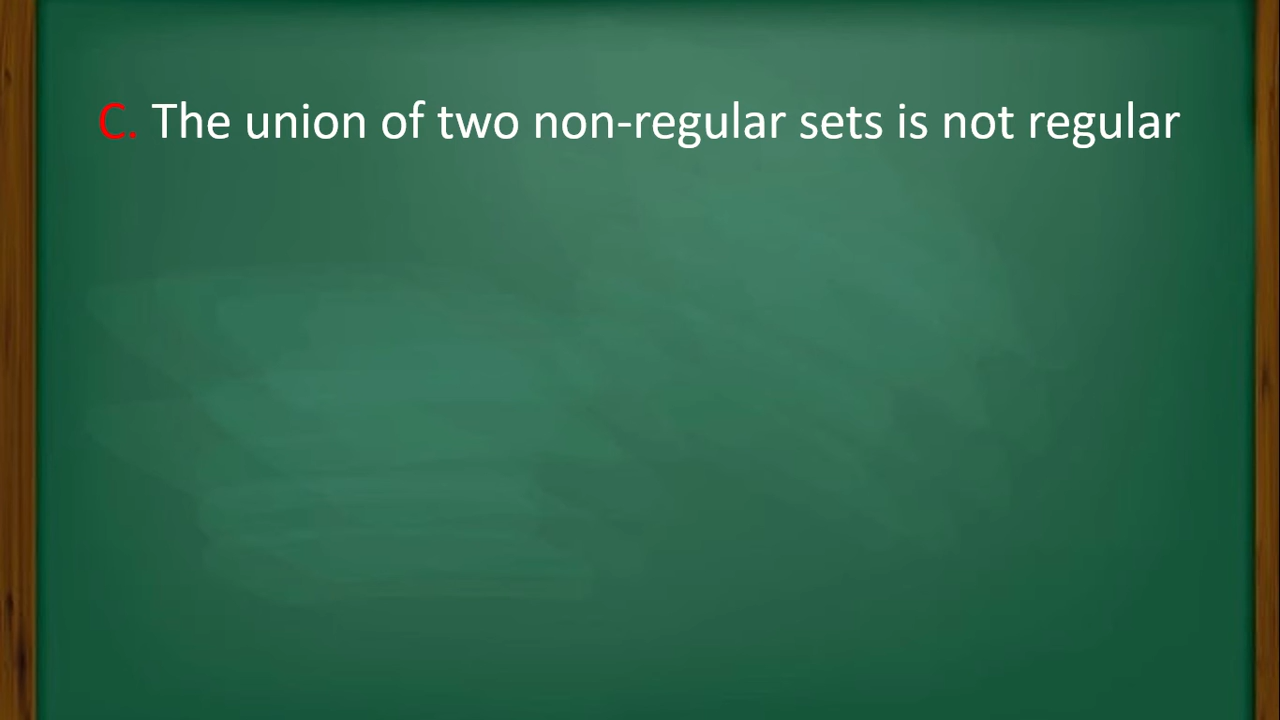 C. The union of two non-regular sets is not regular